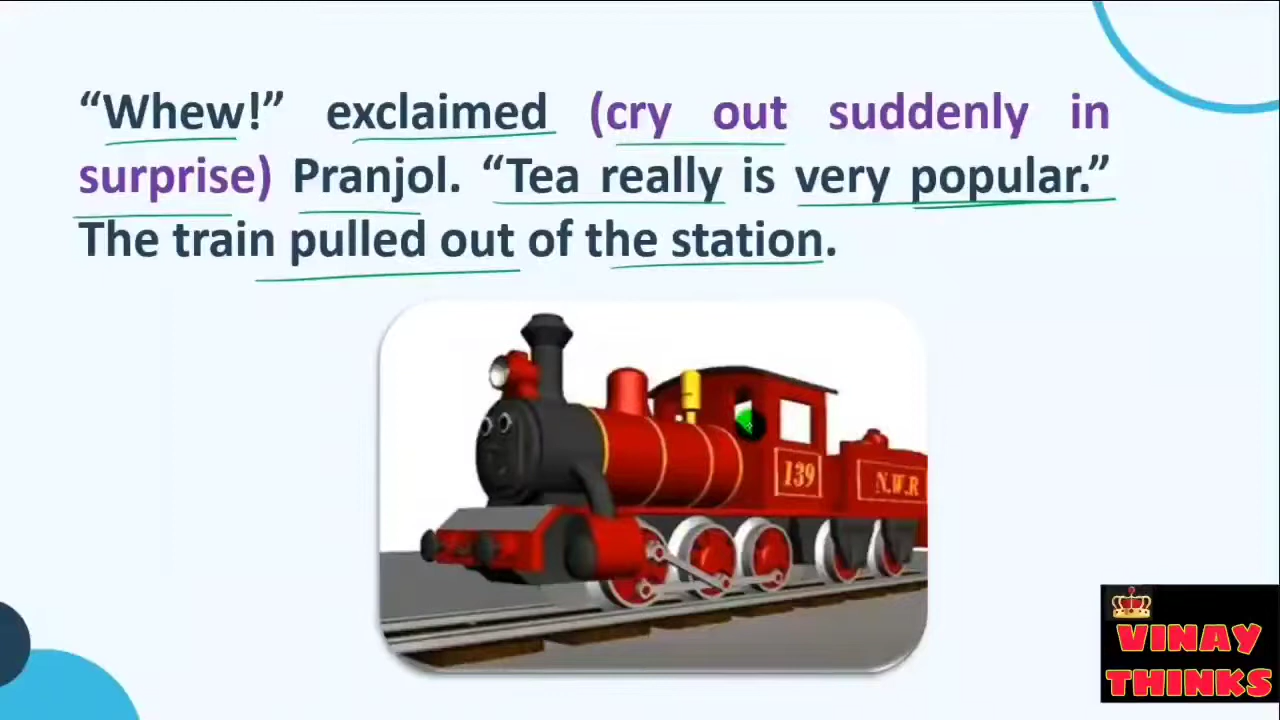 “Whew!” exclaimed (cry out suddenly in
surprise) Pranjol. “Tea really is very popular.”
The train pulled out of the station.
139
N.W.R
VINAY
THINKS